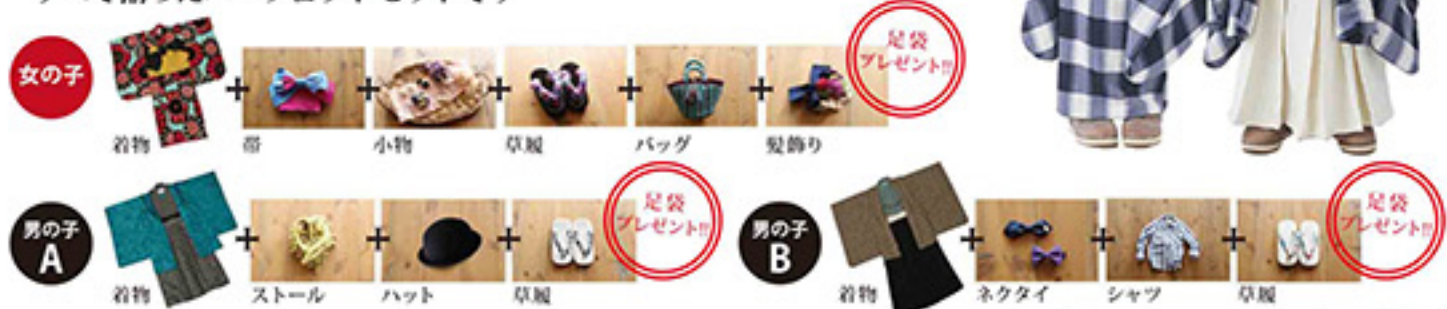 女の子
着物
帯
小物
草履
バッグ
髪飾り
足袋
プレゼント!!
男の子
A
着物
ストール
ハット
草履
足袋
プレゼント!!
男の子
B
着物
ネクタイ
シャツ
草履
足袋
プレゼント!!